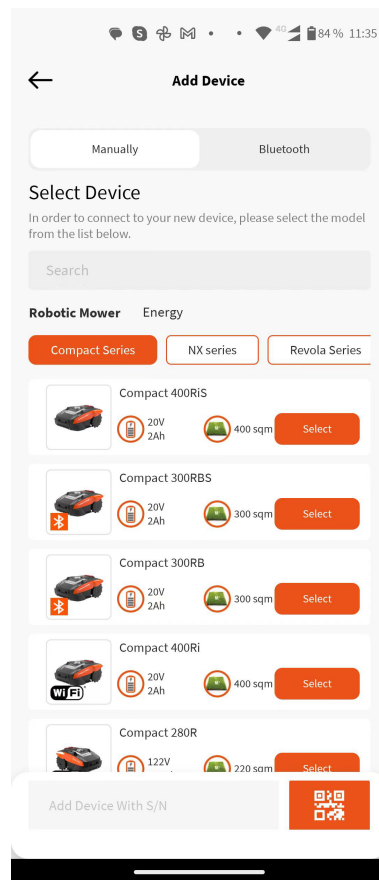 4G 84 % 11:35
Add Device
Manually
Bluetooth
Select Device
In order to connect to your new device, please select the model
from the list below.
Search
Robotic Mower
Energy
Compact Series
NX series
Revola Series
Compact 400RiS
20V
2Ah
400 sqm
Select
Compact 300RBS
20V
2Ah
300 sqm
Select
Compact 300RB
20V
2Ah
300 sqm
Select
Compact 400Ri
WiFi
20V
2Ah
400 sqm
Select
Compact 280R
122V
220 sqm
Select
Add Device With S/N